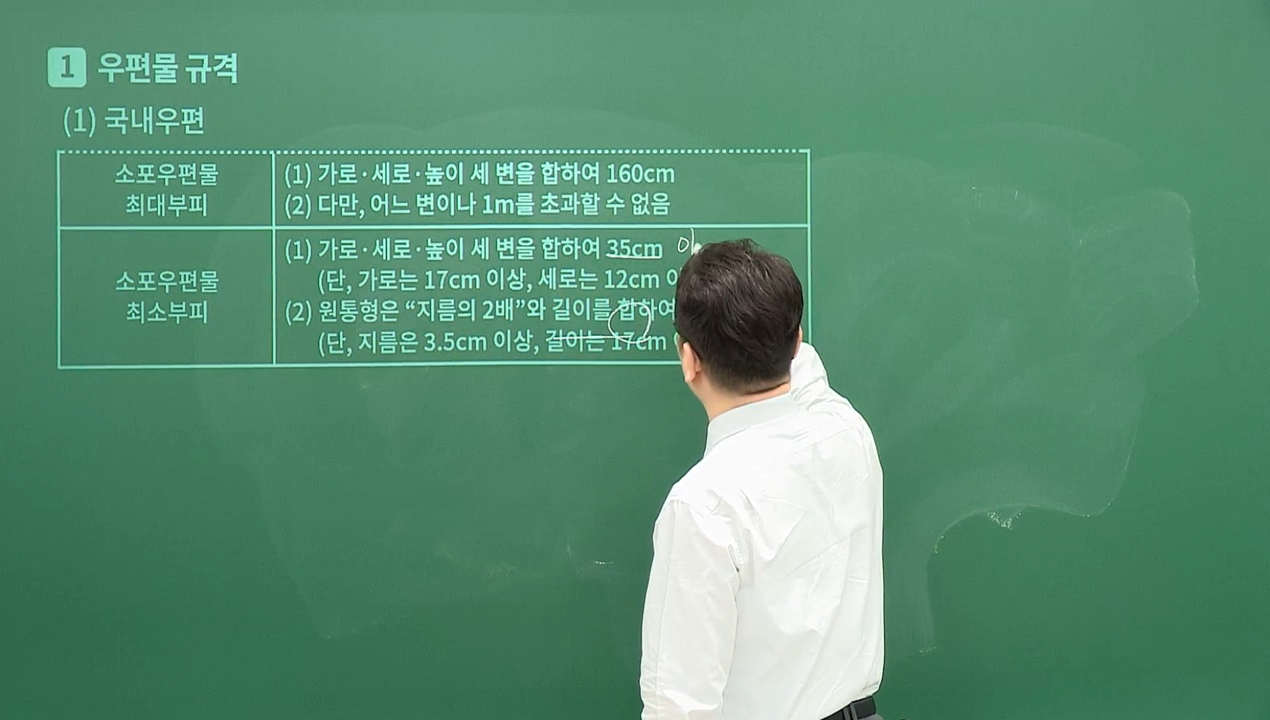 1 우편물 규격
(1) 국내우편
소포우편물
최대부피
(1) 가로·세로·높이 세 변을 합하여 160cm
(2) 다만, 어느 변이나 1m를 초과할 수 없음
소포우편물
최소부피
(1) 가로·세로·높이 세 변을 합하여 35cm
(단, 가로는 17cm 이상, 세로는 12cm
(2) 원통형은 “지름의 2배”와 길이를 합하여
(단, 지름은 3.5cm 이상, 길이는 17cm